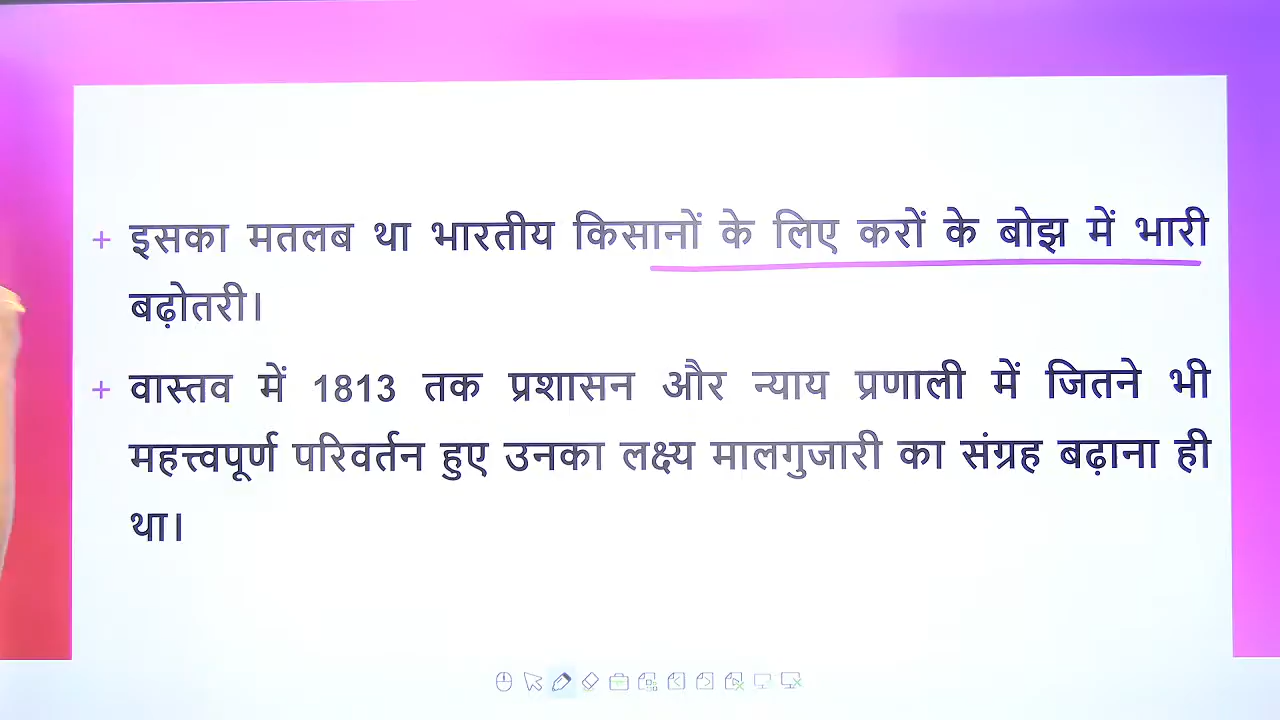 + इसका मतलब था भारतीय किसानों के लिए करों के बोझ में भारी
बढ़ोतरी।
+ वास्तव में 1813 तक प्रशासन और न्याय प्रणाली में जितने भी
महत्त्वपूर्ण परिवर्तन हुए उनका लक्ष्य मालगुजारी का संग्रह बढ़ाना ही
था।